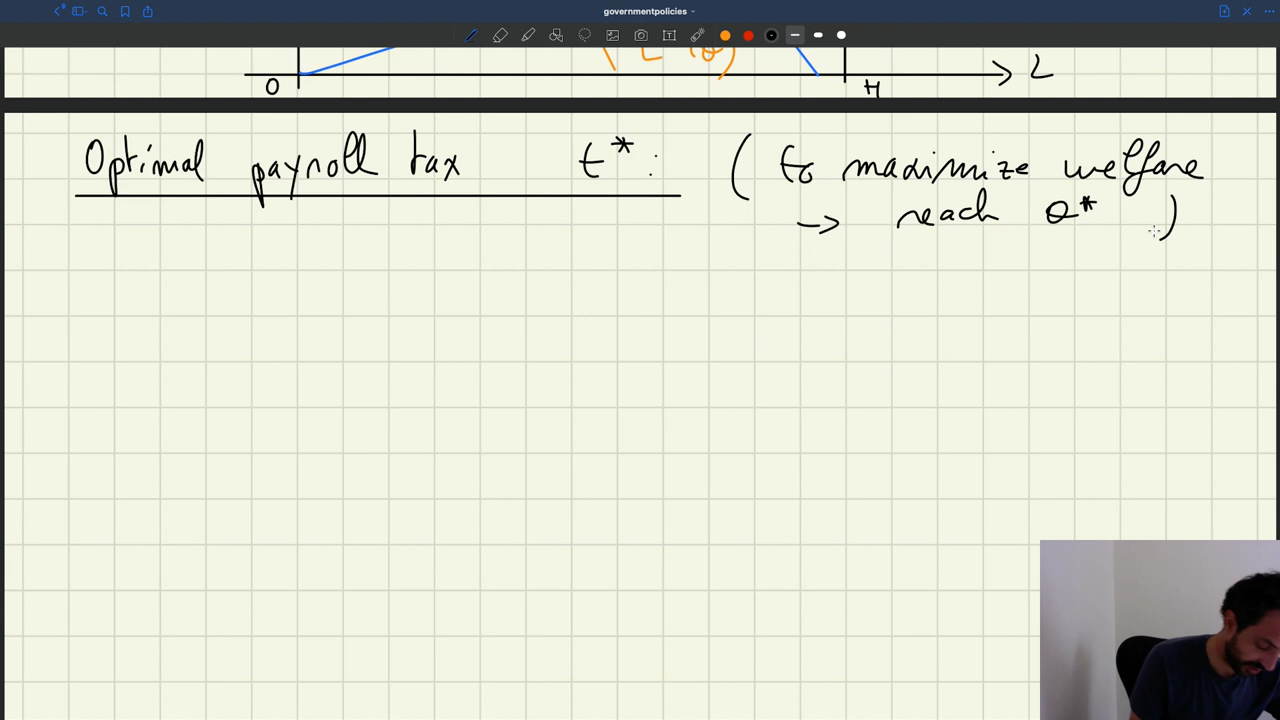 governmentpolicies
L (θ)
0
H
L
Optimal payroll tax t* : ( to maximize welfare
→ reach θ* )